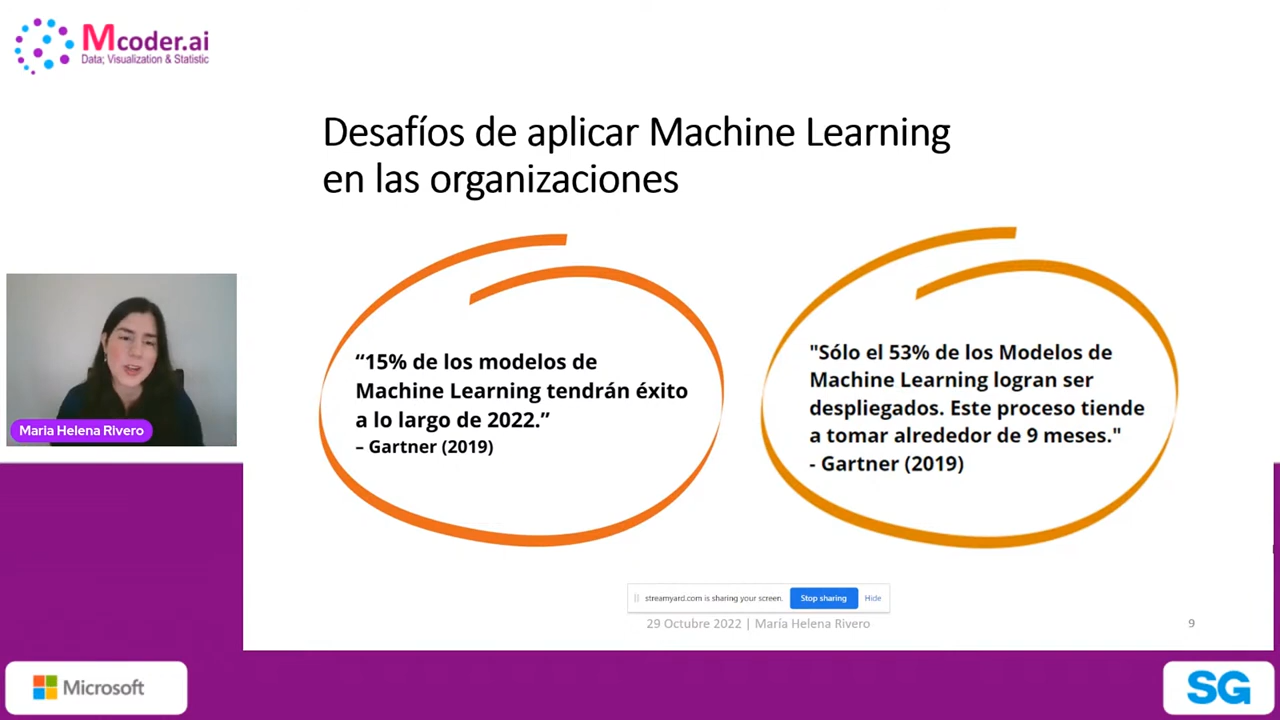 Mcoder.ai
Data; Visualization & Statistic
Desafíos de aplicar Machine Learning
en las organizaciones
“15% de los modelos de
Machine Learning tendrán éxito
a lo largo de 2022.”
– Gartner (2019)
"Sólo el 53% de los Modelos de
Machine Learning logran ser
despliegados. Este proceso tiende
a tomar alrededor de 9 meses."
- Gartner (2019)
Maria Helena Rivero
streamyard.com is sharing your screen.
Stop sharing
Hide
29 Octubre 2022 | María Helena Rivero
9
Microsoft
SG